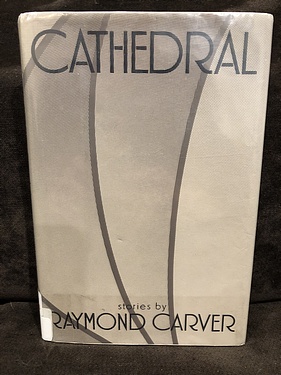 CATHEDRAL
stories by
RAYMOND CARVER